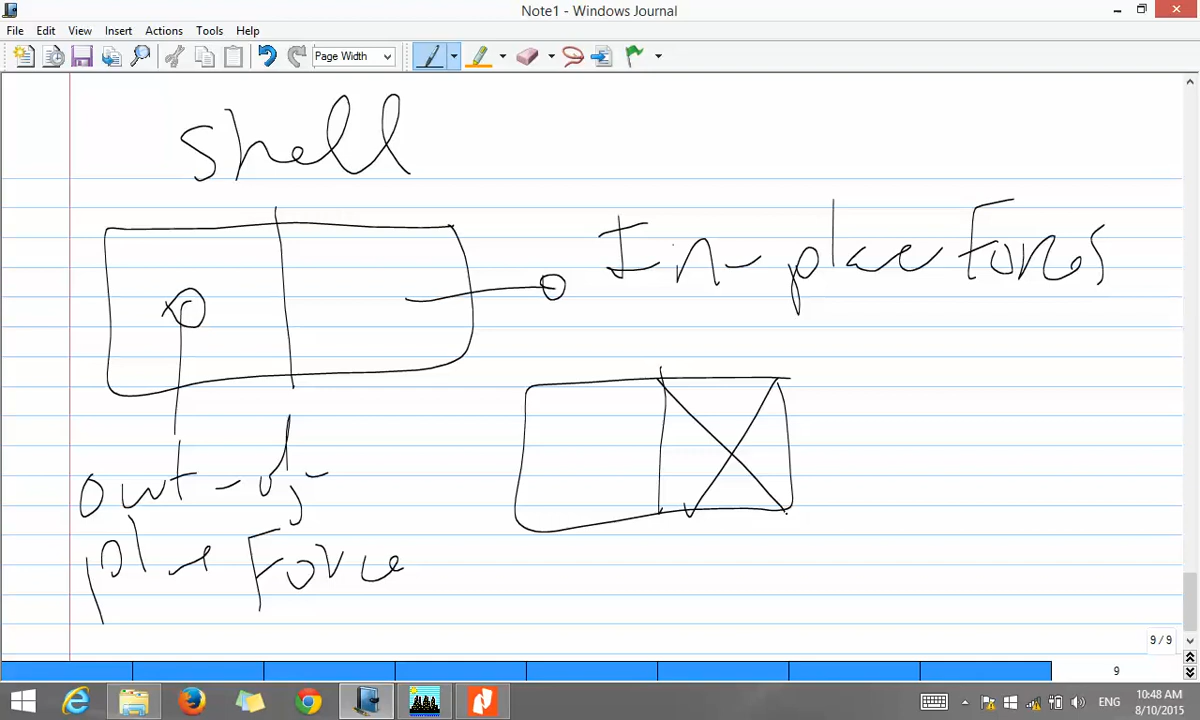 Note1 - Windows Journal
File Edit View Insert Actions Tools Help
Page Width
Shell
In-place Forces
out-of-
plne Force
9/9
9
ENG
10:48 AM
8/10/2015